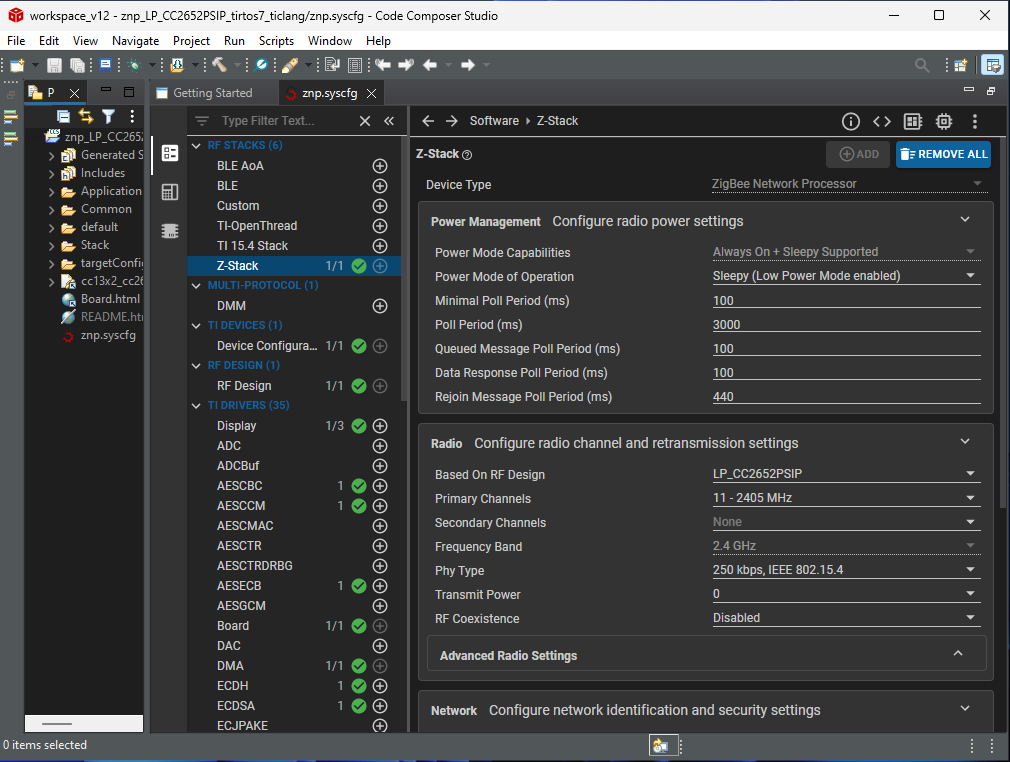 workspace_v12 - znp_LP_CC2652PSIP_tirtos7_ticlang/znp.syscfg - Code Composer Studio
File Edit View Navigate Project Run Scripts Window Help
P
Getting Started
znp.syscfg
znp_LP_CC2652
Generated S
Includes
Application
Common
default
Stack
targetConfi
cc13x2_cc26
Board.html
README.htm
znp.syscfg
Type Filter Text...
RF STACKS (6)
BLE AoA
BLE
Custom
TI-OpenThread
TI 15.4 Stack
Z-Stack 1/1
MULTI-PROTOCOL (1)
DMM
TI DEVICES (1)
Device Configura... 1/1
RF DESIGN (1)
RF Design 1/1
TI DRIVERS (35)
Display 1/3
ADC
ADCBuf
AESCBC 1
AESCCM 1
AESCMAC
AESCTR
AESCTRDRBG
AESECB 1
AESGCM
Board 1/1
DAC
DMA 1/1
ECDH 1
ECDSA 1
ECJPAKE
Software Z-Stack
Z-Stack
ADD REMOVE ALL
Device Type ZigBee Network Processor
Power Management Configure radio power settings
Power Mode Capabilities Always On + Sleepy Supported
Power Mode of Operation Sleepy (Low Power Mode enabled)
Minimal Poll Period (ms) 100
Poll Period (ms) 3000
Queued Message Poll Period (ms) 100
Data Response Poll Period (ms) 100
Rejoin Message Poll Period (ms) 440
Radio Configure radio channel and retransmission settings
Based On RF Design LP_CC2652PSIP
Primary Channels 11 - 2405 MHz
Secondary Channels None
Frequency Band 2.4 GHz
Phy Type 250 kbps, IEEE 802.15.4
Transmit Power 0
RF Coexistence Disabled
Advanced Radio Settings
Network Configure network identification and security settings
0 items selected